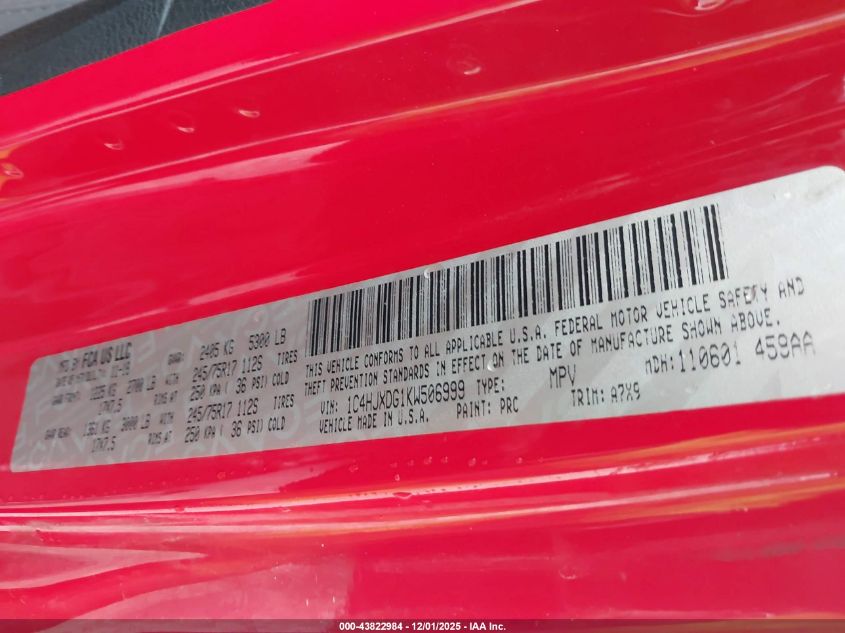 MFD BY FCA US LLC
DATE OF MFR 11-18 GVWR: 2405 KG 5300 LB
GAWR FRONT: 1225 KG 2700 LB WITH 245/75R17 112S TIRES
17X7.5 RIMS AT 250 KPA ( 36 PSI) COLD
GAWR REAR: 1361 KG 3000 LB WITH 245/75R17 112S TIRES
17X7.5 RIMS AT 250 KPA ( 36 PSI) COLD
THIS VEHICLE CONFORMS TO ALL APPLICABLE U.S.A. FEDERAL MOTOR VEHICLE SAFETY AND
THEFT PREVENTION STANDARDS IN EFFECT ON THE DATE OF MANUFACTURE SHOWN ABOVE.
VIN: 1C4HJXDG1KW506999 TYPE: MPV MDH: 110601 459AA
VEHICLE MADE IN U.S.A. PAINT: PRC TRIM: A7X9
000-43822984 | 12/01/2025 - IAA Inc.